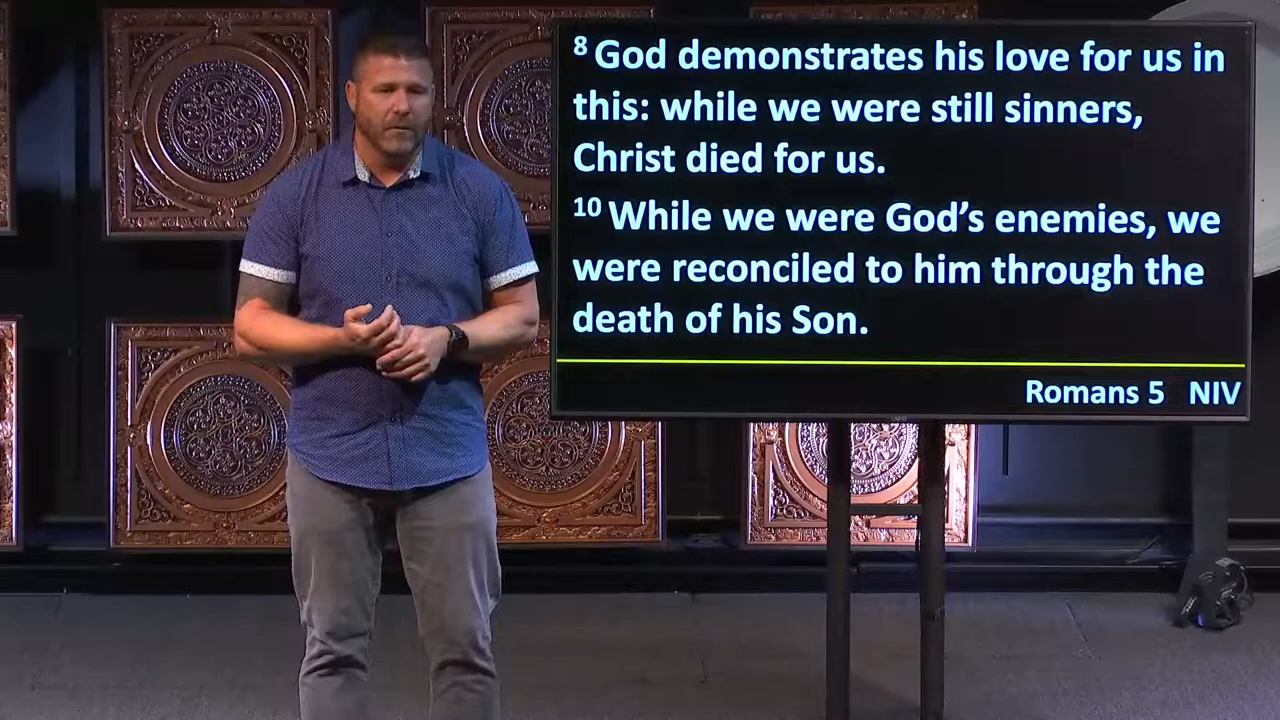 8 God demonstrates his love for us in
this: while we were still sinners,
Christ died for us.
10 While we were God’s enemies, we
were reconciled to him through the
death of his Son.
Romans 5 NIV